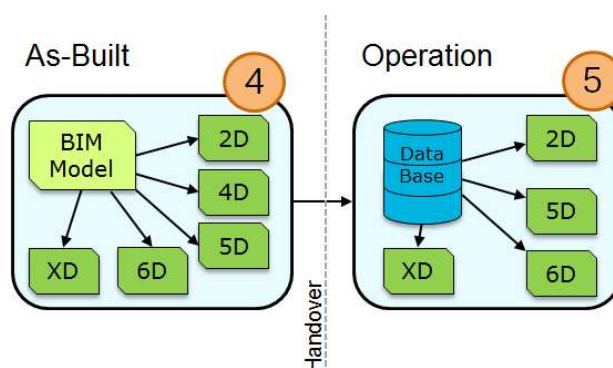 As-Built
4
BIM
Model
2D
4D
5D
XD
6D
Handover
Operation
5
Data
Base
2D
5D
XD
6D